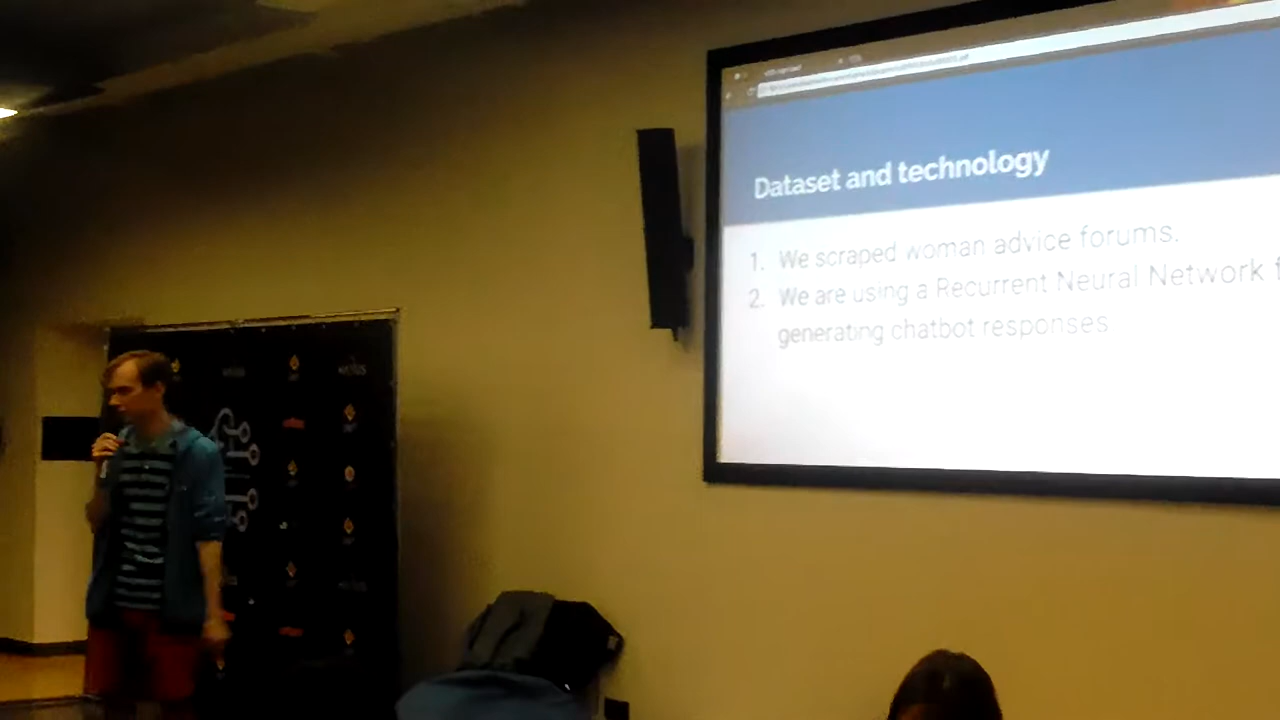 Dataset and technology
1. We scraped woman advice forums.
2. We are using a Recurrent Neural Network f
generating chatbot responses